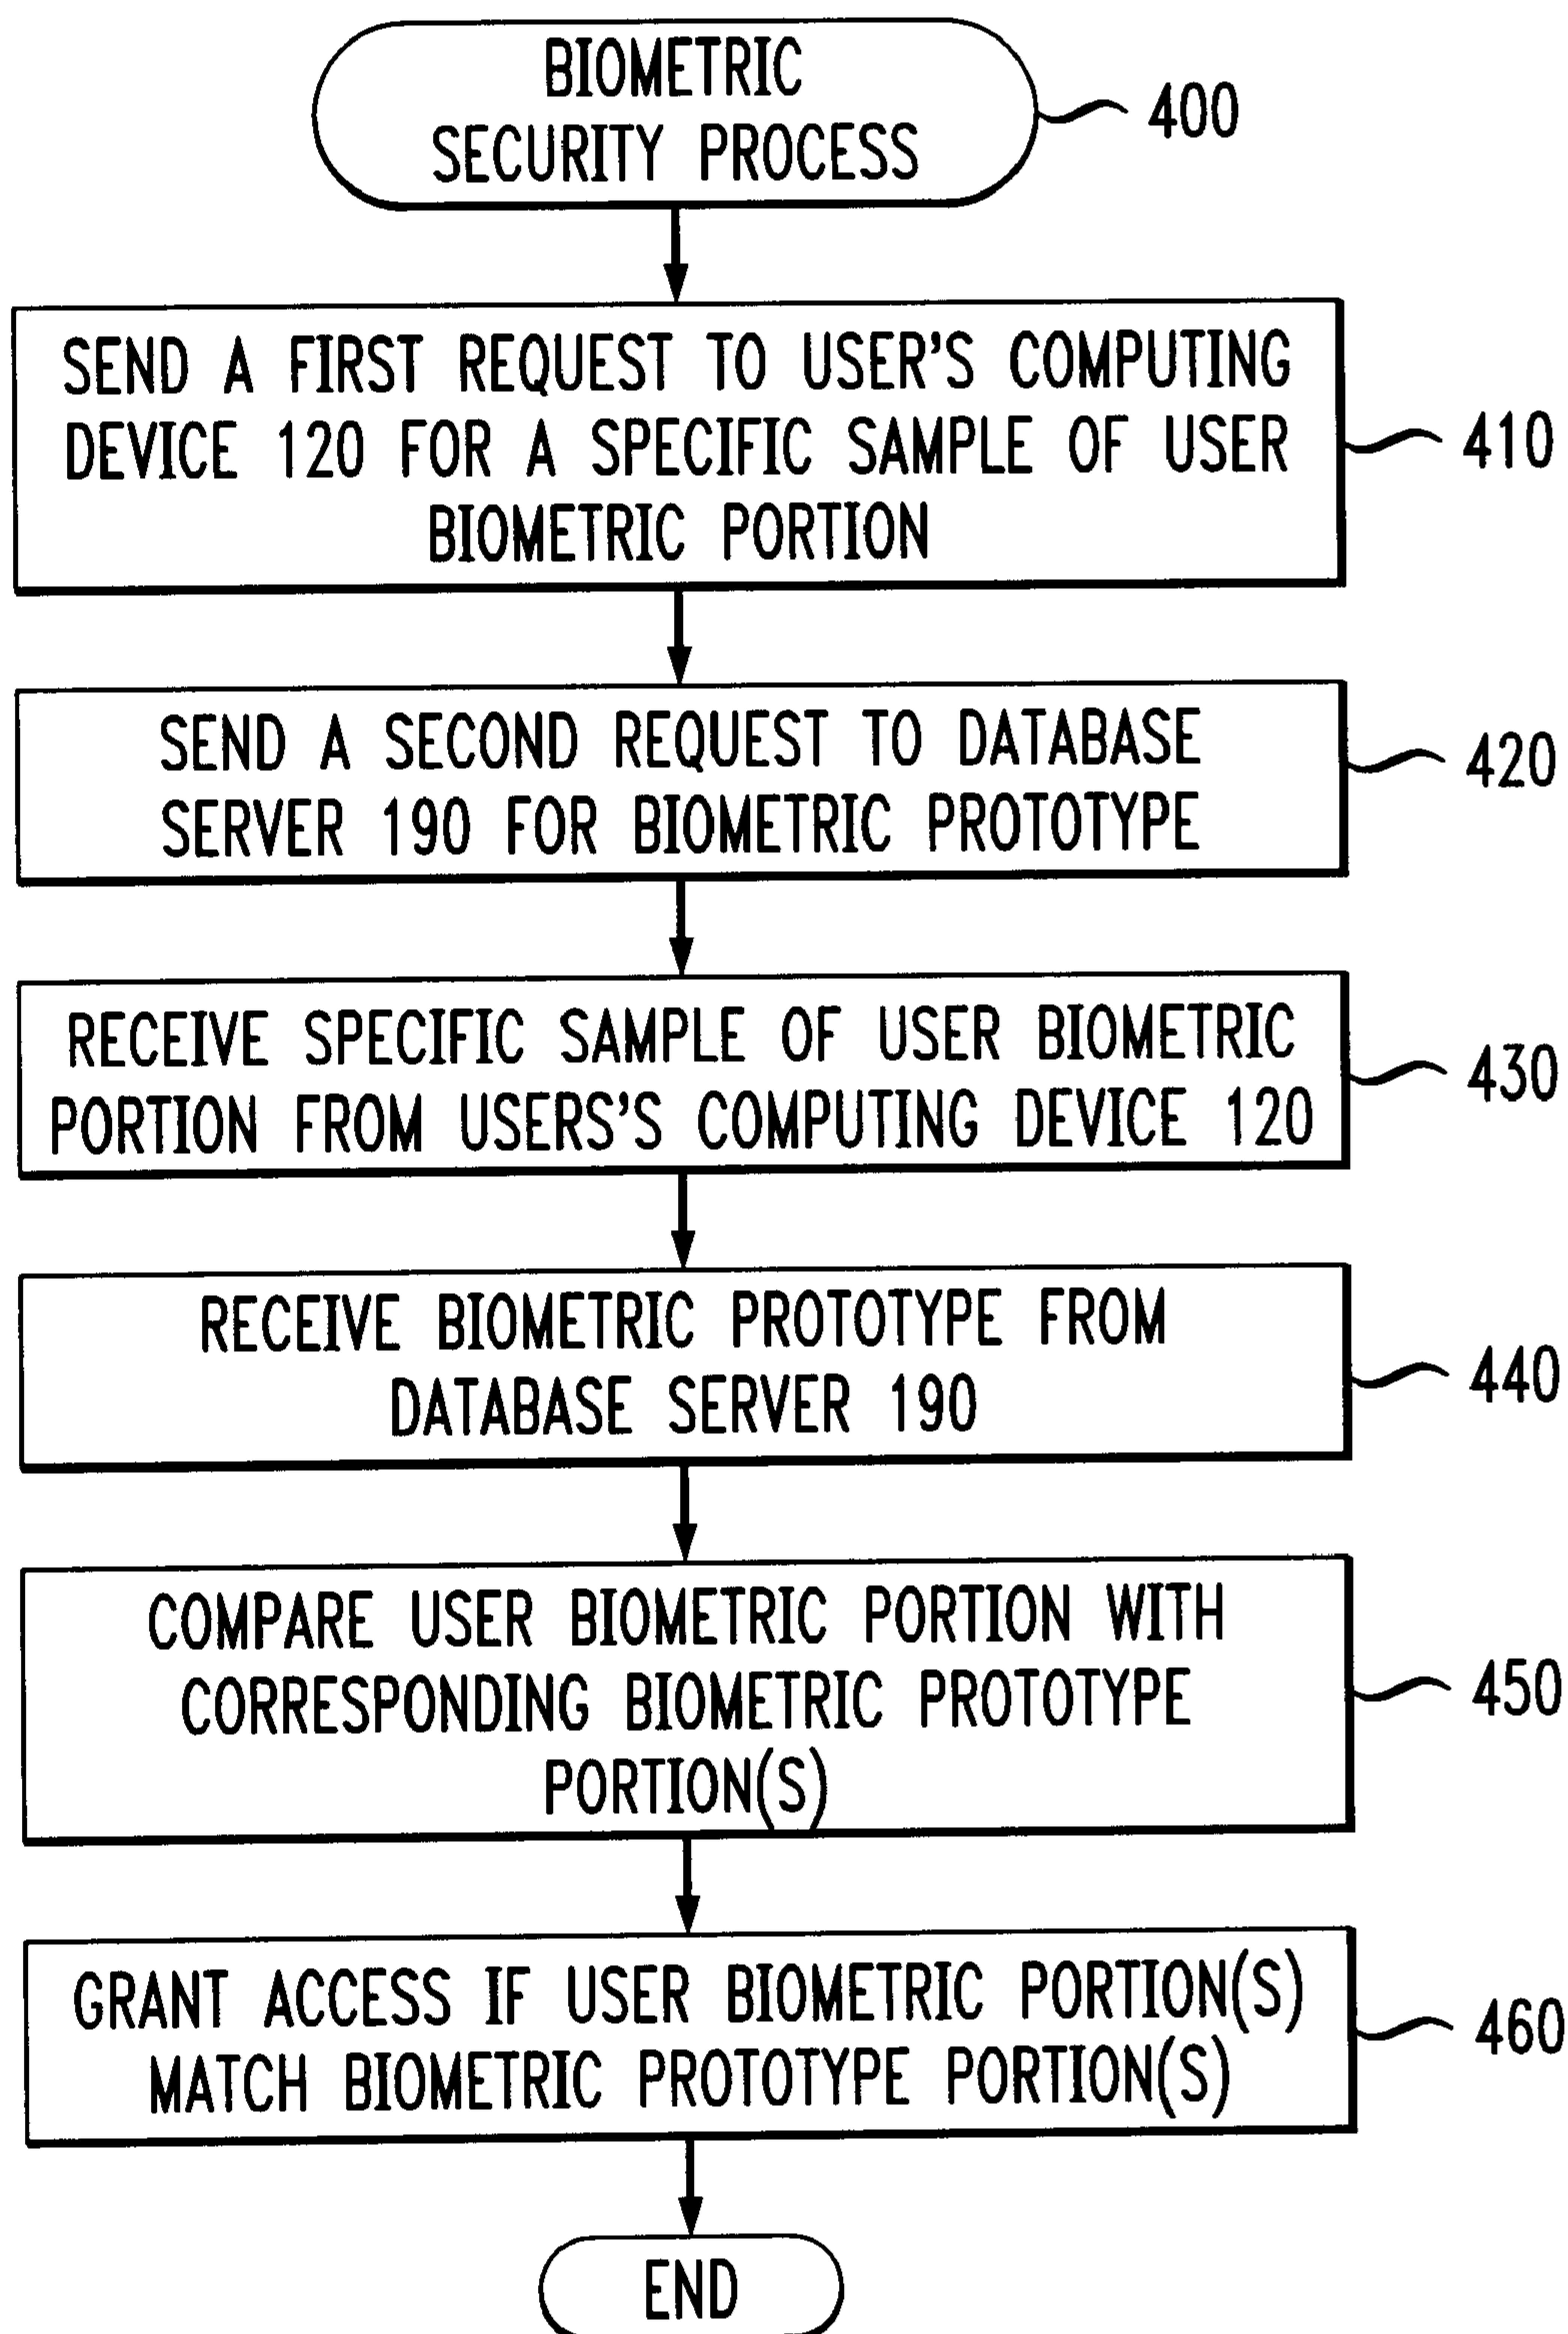 BIOMETRIC
SECURITY PROCESS
400
SEND A FIRST REQUEST TO USER'S COMPUTING
DEVICE 120 FOR A SPECIFIC SAMPLE OF USER
BIOMETRIC PORTION
410
SEND A SECOND REQUEST TO DATABASE
SERVER 190 FOR BIOMETRIC PROTOTYPE
420
RECEIVE SPECIFIC SAMPLE OF USER BIOMETRIC
PORTION FROM USERS'S COMPUTING DEVICE 120
430
RECEIVE BIOMETRIC PROTOTYPE FROM
DATABASE SERVER 190
440
COMPARE USER BIOMETRIC PORTION WITH
CORRESPONDING BIOMETRIC PROTOTYPE
PORTION(S)
450
GRANT ACCESS IF USER BIOMETRIC PORTION(S)
MATCH BIOMETRIC PROTOTYPE PORTION(S)
460
END